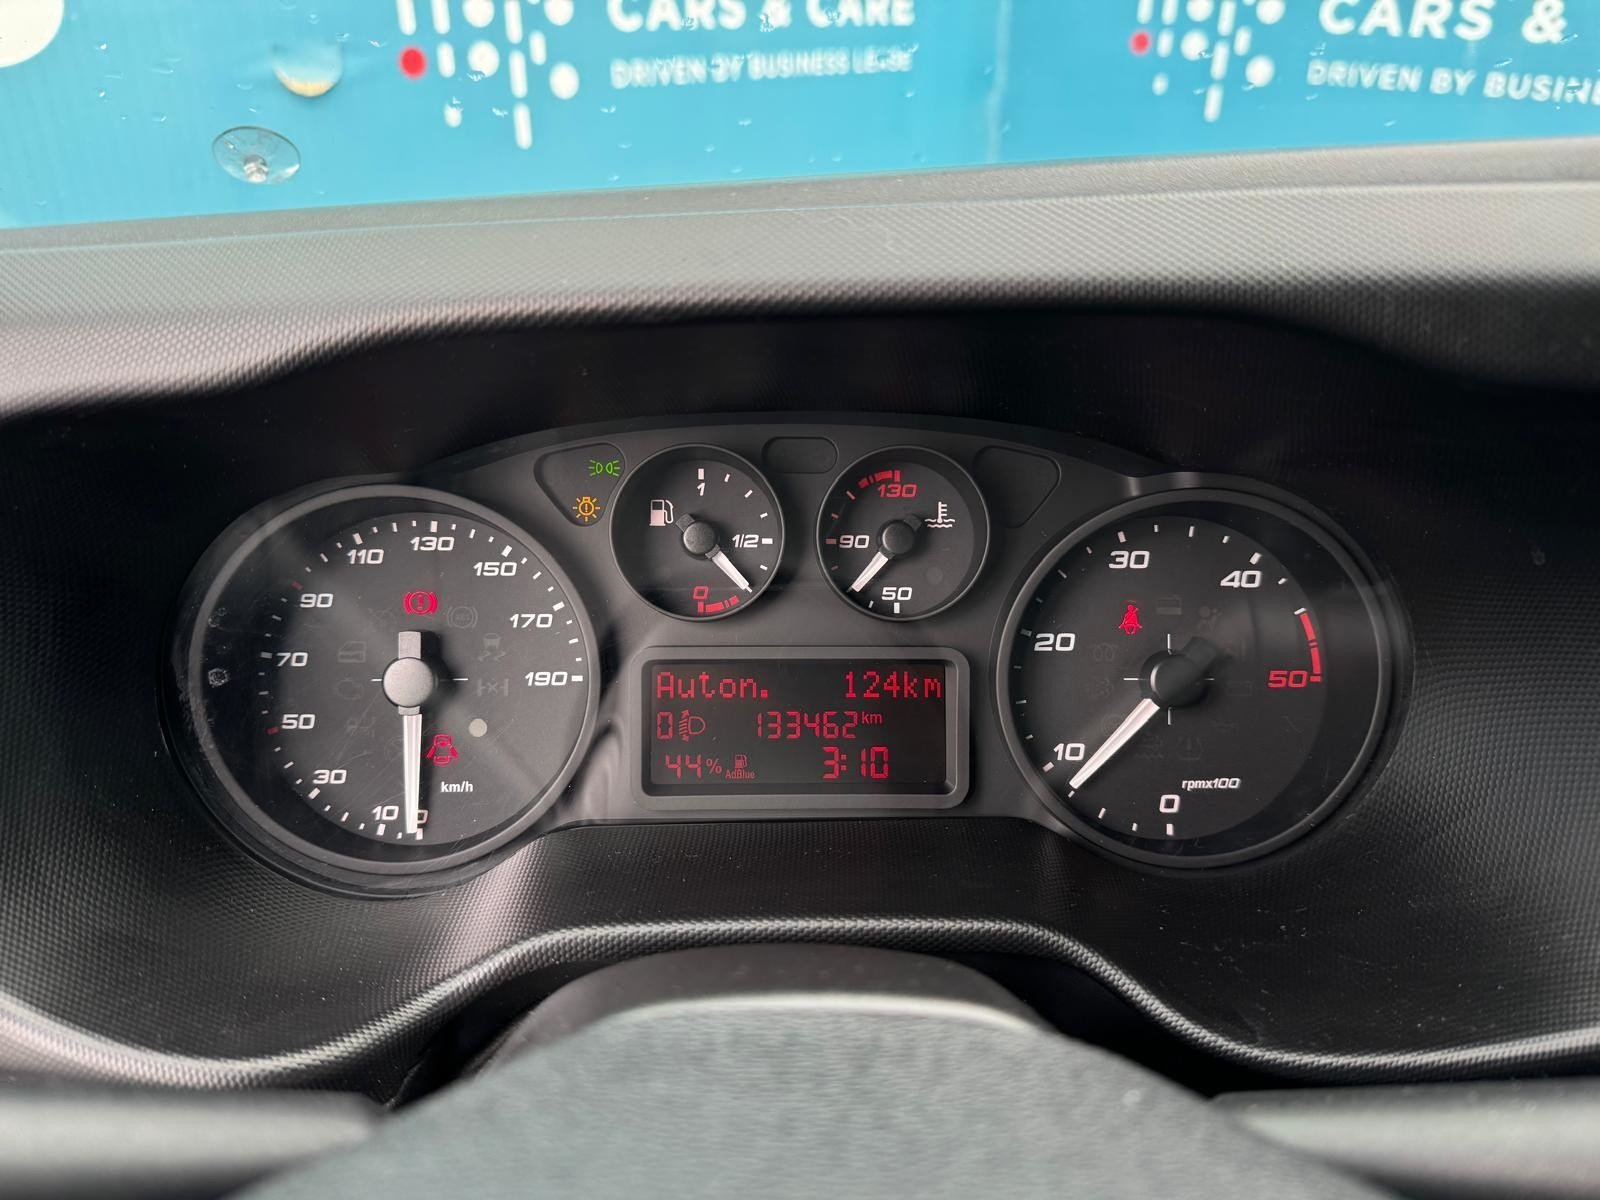 CARS & CARE
DRIVEN BY BUSINESS LEASE
CARS &
DRIVEN BY BUSINE
10
30
50
70
90
110
130
150
170
190
km/h
1
1/2
0
130
90
50
Auton. 124km
0 133462 km
44% AdBlue 3:10
0
10
20
30
40
50
rpmx100